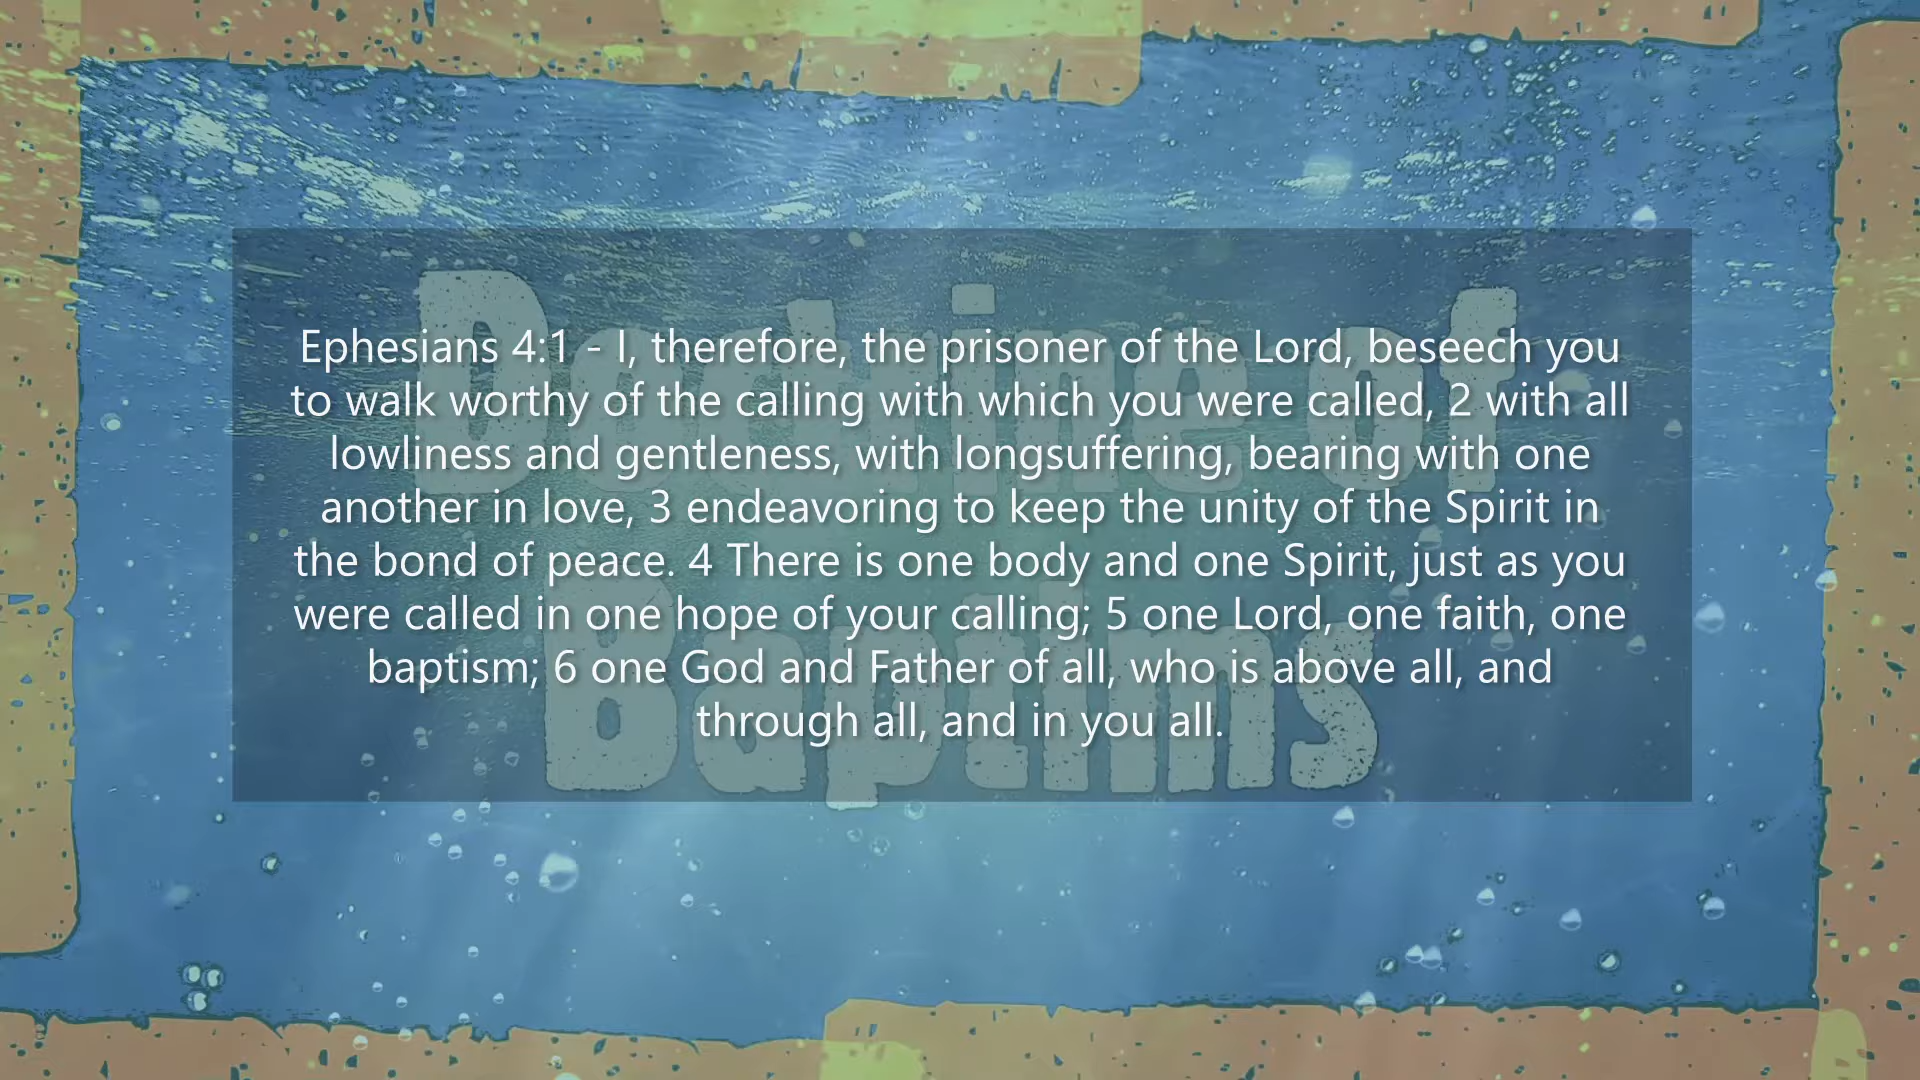 Doctrine of
Baptims
Ephesians 4:1 - I, therefore, the prisoner of the Lord, beseech you
to walk worthy of the calling with which you were called, 2 with all
lowliness and gentleness, with longsuffering, bearing with one
another in love, 3 endeavoring to keep the unity of the Spirit in
the bond of peace. 4 There is one body and one Spirit, just as you
were called in one hope of your calling; 5 one Lord, one faith, one
baptism; 6 one God and Father of all, who is above all, and
through all, and in you all.